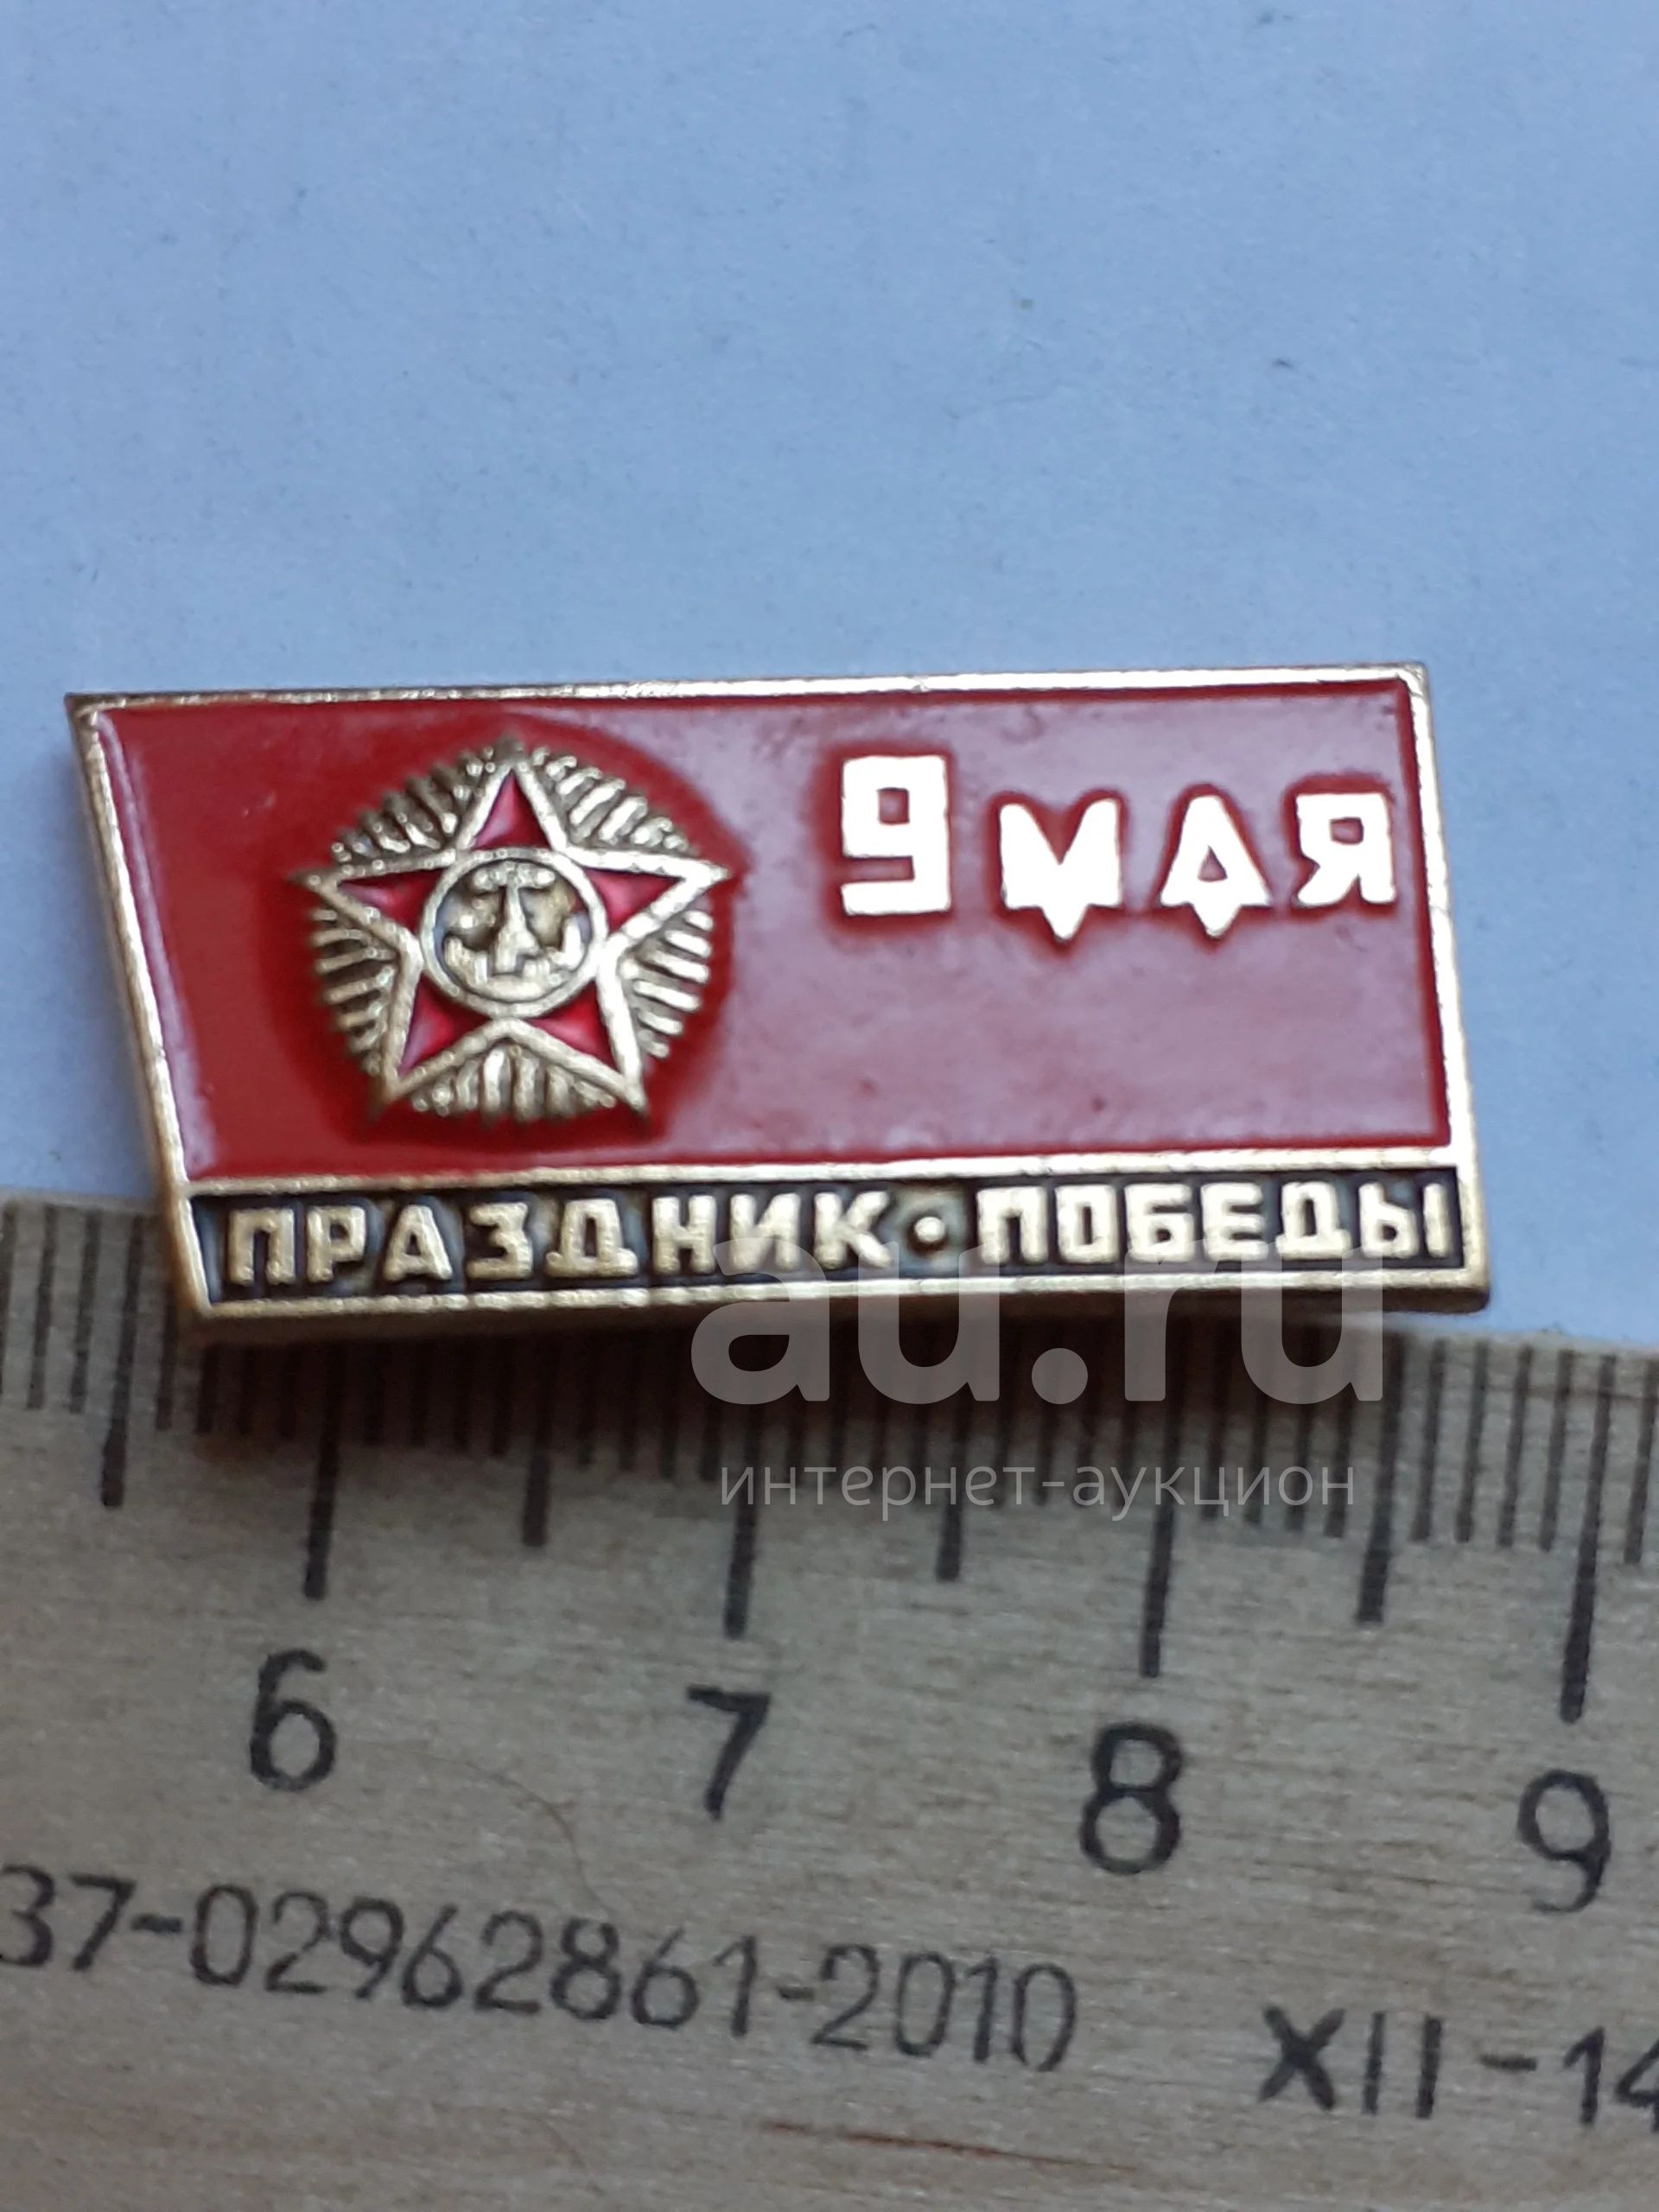 9 МАЯ
ПРАЗДНИК · ПОБЕДЫ
au.ru
интернет-аукцион
6 7 8 9
37-02962861-2010
XII-14